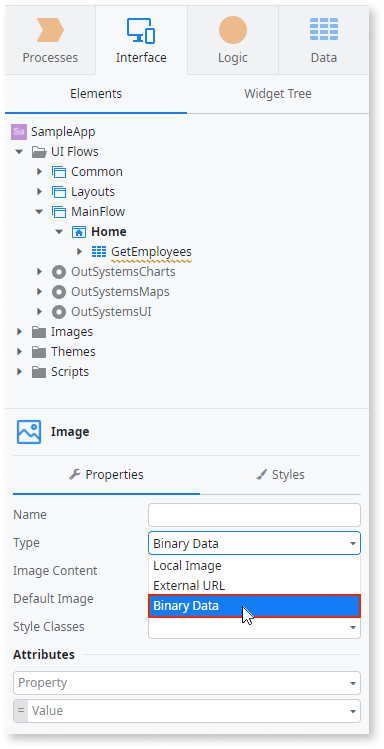 Processes Interface Logic Data
Elements Widget Tree
Sa SampleApp
UI Flows
Common
Layouts
MainFlow
Home
GetEmployees
OutSystemsCharts
OutSystemsMaps
OutSystemsUI
Images
Themes
Scripts
Image
Properties Styles
Name
Type Binary Data
Image Content Local Image
External URL
Default Image Binary Data
Style Classes
Attributes
Property
= Value